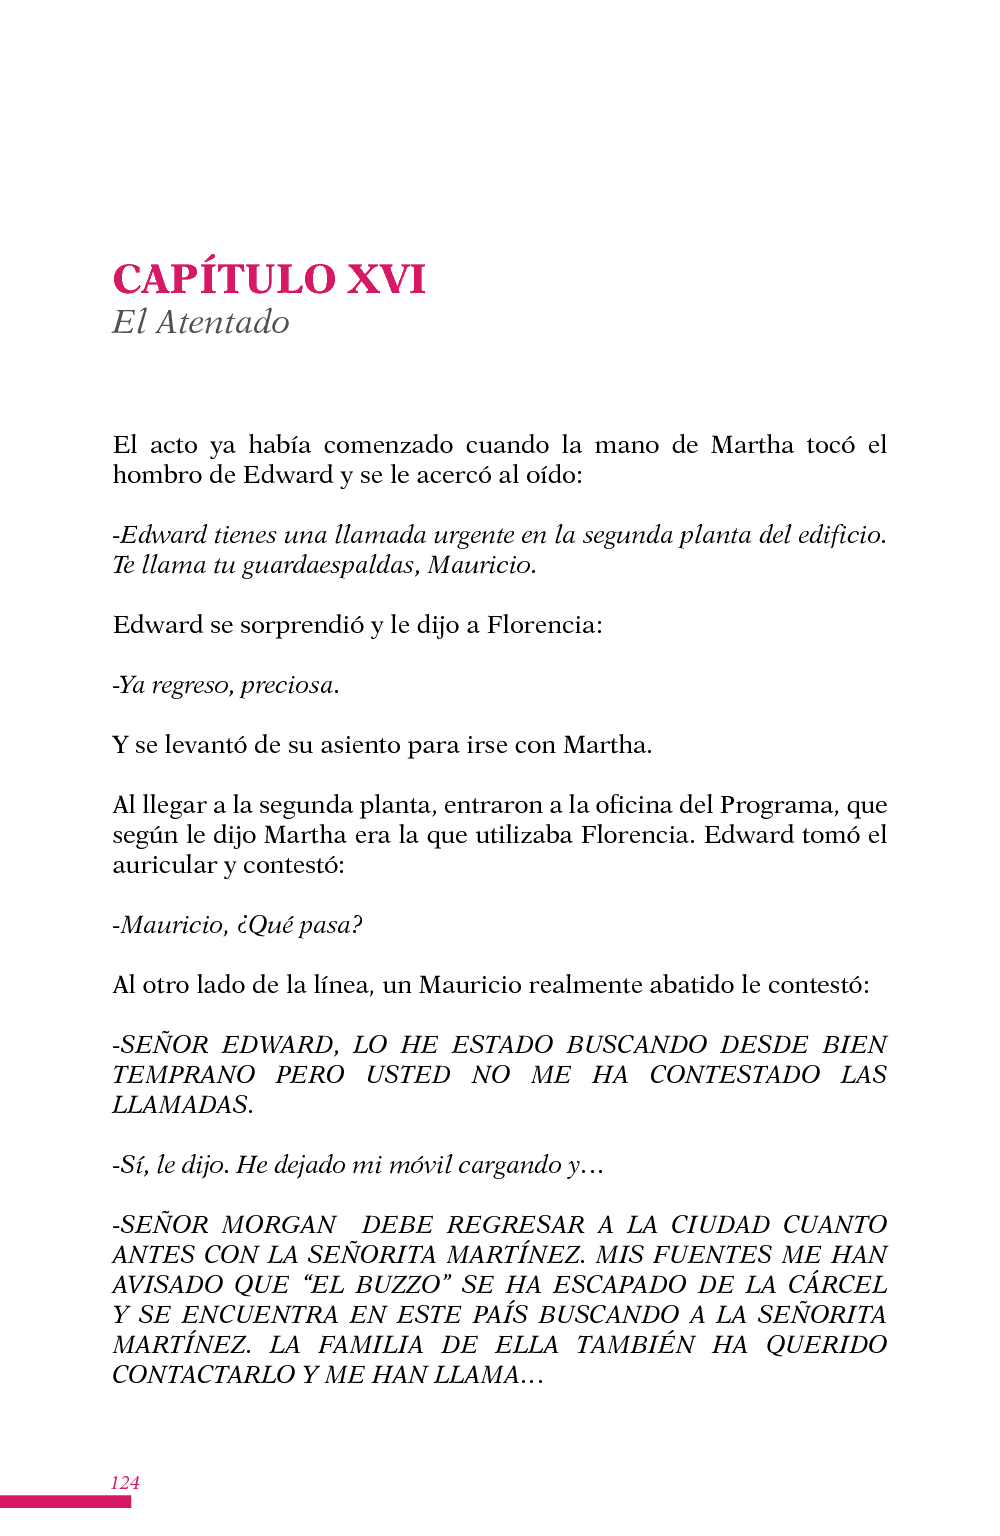 CAPÍTULO XVI
El Atentado
El acto ya había comenzado cuando la mano de Martha tocó el
hombro de Edward y se le acercó al oído:
-Edward tienes una llamada urgente en la segunda planta del edificio.
Te llama tu guardaespaldas, Mauricio.
Edward se sorprendió y le dijo a Florencia:
-Ya regreso, preciosa.
Y se levantó de su asiento para irse con Martha.
Al llegar a la segunda planta, entraron a la oficina del Programa, que
según le dijo Martha era la que utilizaba Florencia. Edward tomó el
auricular y contestó:
-Mauricio, ¿Qué pasa?
Al otro lado de la línea, un Mauricio realmente abatido le contestó:
-SEÑOR EDWARD, LO HE ESTADO BUSCANDO DESDE BIEN
TEMPRANO PERO USTED NO ME HA CONTESTADO LAS
LLAMADAS.
-Sí, le dijo. He dejado mi móvil cargando y…
-SEÑOR MORGAN  DEBE REGRESAR A LA CIUDAD CUANTO
ANTES CON LA SEÑORITA MARTÍNEZ. MIS FUENTES ME HAN
AVISADO QUE “EL BUZZO” SE HA ESCAPADO DE LA CÁRCEL
Y SE ENCUENTRA EN ESTE PAÍS BUSCANDO A LA SEÑORITA
MARTÍNEZ. LA FAMILIA DE ELLA TAMBIÉN HA QUERIDO
CONTACTARLO Y ME HAN LLAMA…
124